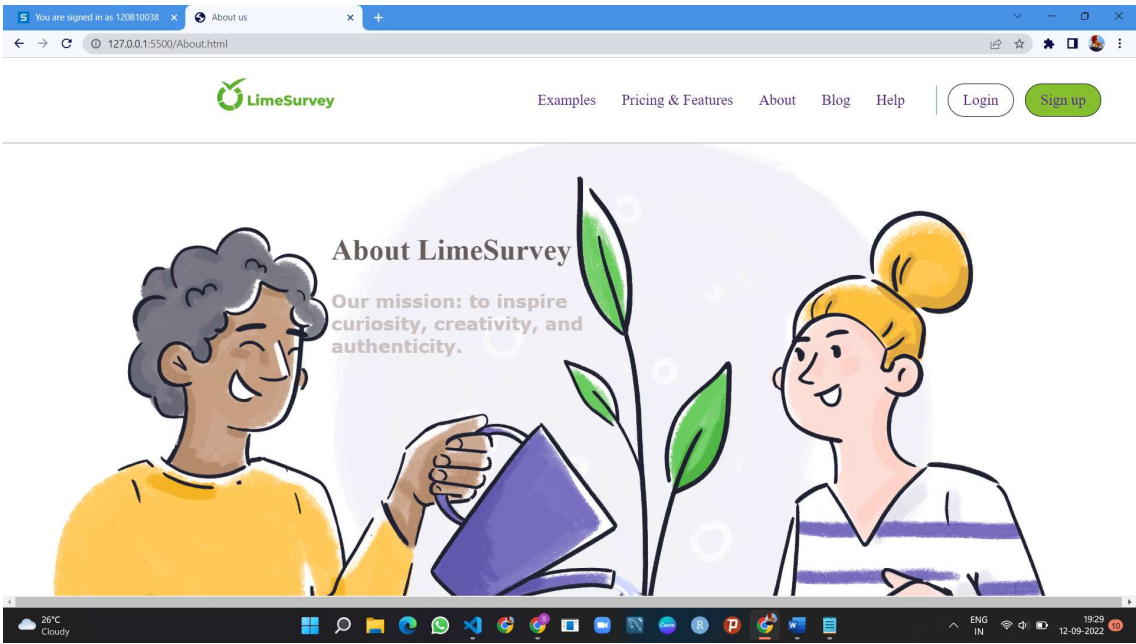 You are signed in as 120810038
About us
127.0.0.1:5500/About.html
LimeSurvey
Examples Pricing & Features About Blog Help Login Sign up
About LimeSurvey
Our mission: to inspire
curiosity, creativity, and
authenticity.
26°C
Cloudy
ENG
IN
19:29
12-09-2022
10